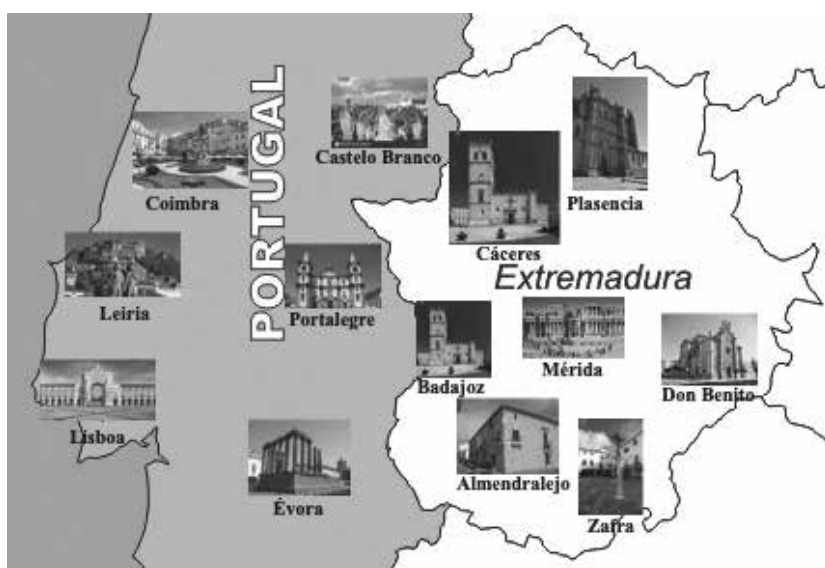 PORTUGAL
Castelo Branco
Coimbra
Plasencia
Cáceres
Extremadura
Leiria
Portalegre
Badajoz
Mérida
Don Benito
Lisboa
Almendralejo
Évora
Zafra